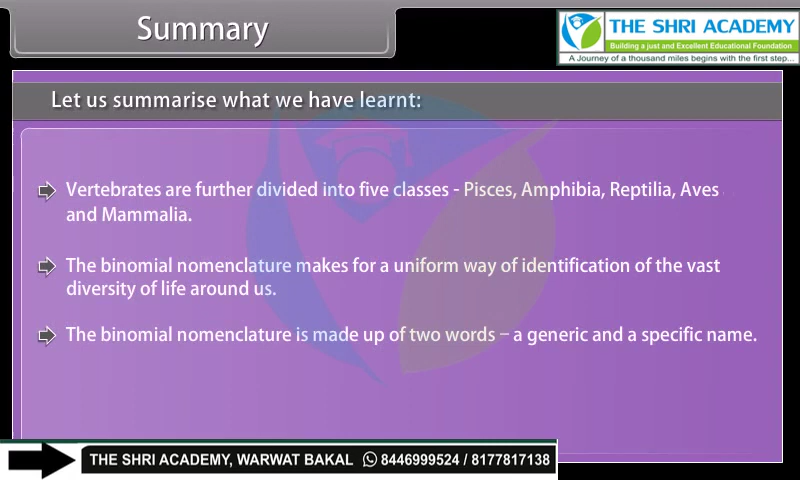 Summary
THE SHRI ACADEMY
Building a just and Excellent Educational Foundation
A Journey of a thousand miles begins with the first step...
Let us summarise what we have learnt:
Vertebrates are further divided into five classes - Pisces, Amphibia, Reptilia, Aves
and Mammalia.
The binomial nomenclature makes for a uniform way of identification of the vast
diversity of life around us.
The binomial nomenclature is made up of two words – a generic and a specific name.
THE SHRI ACADEMY, WARWAT BAKAL 8446999524 / 8177817138